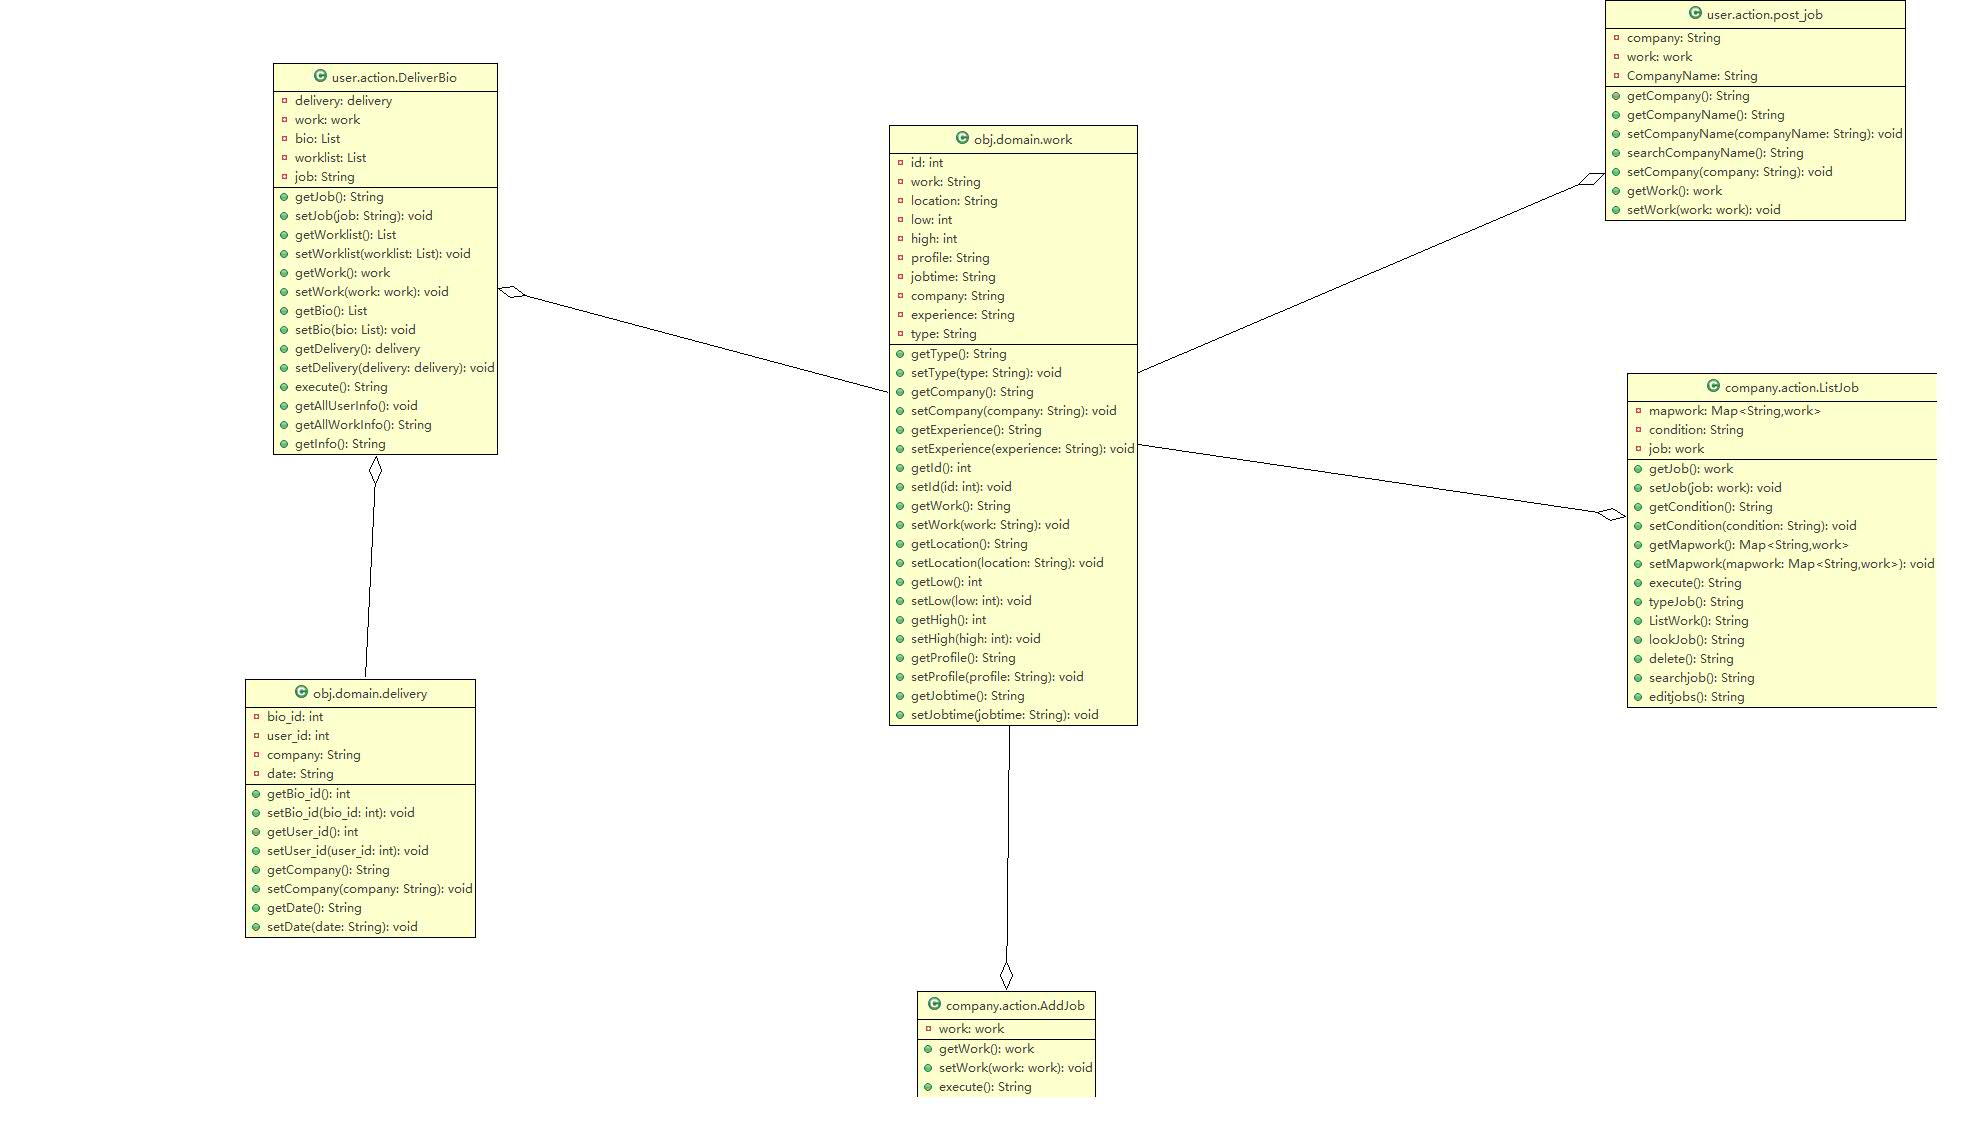 user.action.DeliverBio
delivery: delivery
work: work
bio: List
worklist: List
job: String
getJob(): String
setJob(job: String): void
getWorklist(): List
setWorklist(worklist: List): void
getWork(): work
setWork(work: work): void
getBio(): List
setBio(bio: List): void
getDelivery(): delivery
setDelivery(delivery: delivery): void
execute(): String
getAllUserInfo(): void
getAllWorkInfo(): String
getInfo(): String
obj.domain.delivery
bio_id: int
user_id: int
company: String
date: String
getBio_id(): int
setBio_id(bio_id: int): void
getUser_id(): int
setUser_id(user_id: int): void
getCompany(): String
setCompany(company: String): void
getDate(): String
setDate(date: String): void
obj.domain.work
id: int
work: String
location: String
low: int
high: int
profile: String
jobtime: String
company: String
experience: String
type: String
getType(): String
setType(type: String): void
getCompany(): String
setCompany(company: String): void
getExperience(): String
setExperience(experience: String): void
getId(): int
setId(id: int): void
getWork(): String
setWork(work: String): void
getLocation(): String
setLocation(location: String): void
getLow(): int
setLow(low: int): void
getHigh(): int
setHigh(high: int): void
getProfile(): String
setProfile(profile: String): void
getJobtime(): String
setJobtime(jobtime: String): void
company.action.AddJob
work: work
getWork(): work
setWork(work: work): void
execute(): String
user.action.post_job
company: String
work: work
CompanyName: String
getCompany(): String
getCompanyName(): String
setCompanyName(companyName: String): void
searchCompanyName(): String
setCompany(company: String): void
getWork(): work
setWork(work: work): void
company.action.ListJob
mapwork: Map<String,work>
condition: String
job: work
getJob(): work
setJob(job: work): void
getCondition(): String
setCondition(condition: String): void
getMapwork(): Map<String,work>
setMapwork(mapwork: Map<String,work>): void
execute(): String
typeJob(): String
ListWork(): String
lookJob(): String
delete(): String
searchjob(): String
editjobs(): String